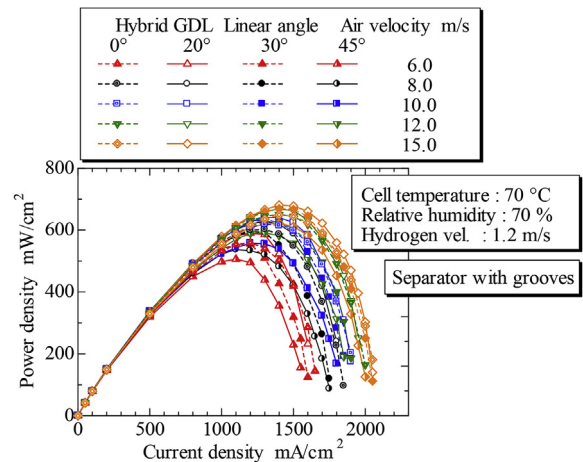 Hybrid GDL Linear angle Air velocity m/s
0° 20° 30° 45°
6.0
8.0
10.0
12.0
15.0
800
600
400
200
0
Power density mW/cm²
Cell temperature : 70 °C
Relative humidity : 70 %
Hydrogen vel. : 1.2 m/s
Separator with grooves
0 500 1000 1500 2000
Current density mA/cm²